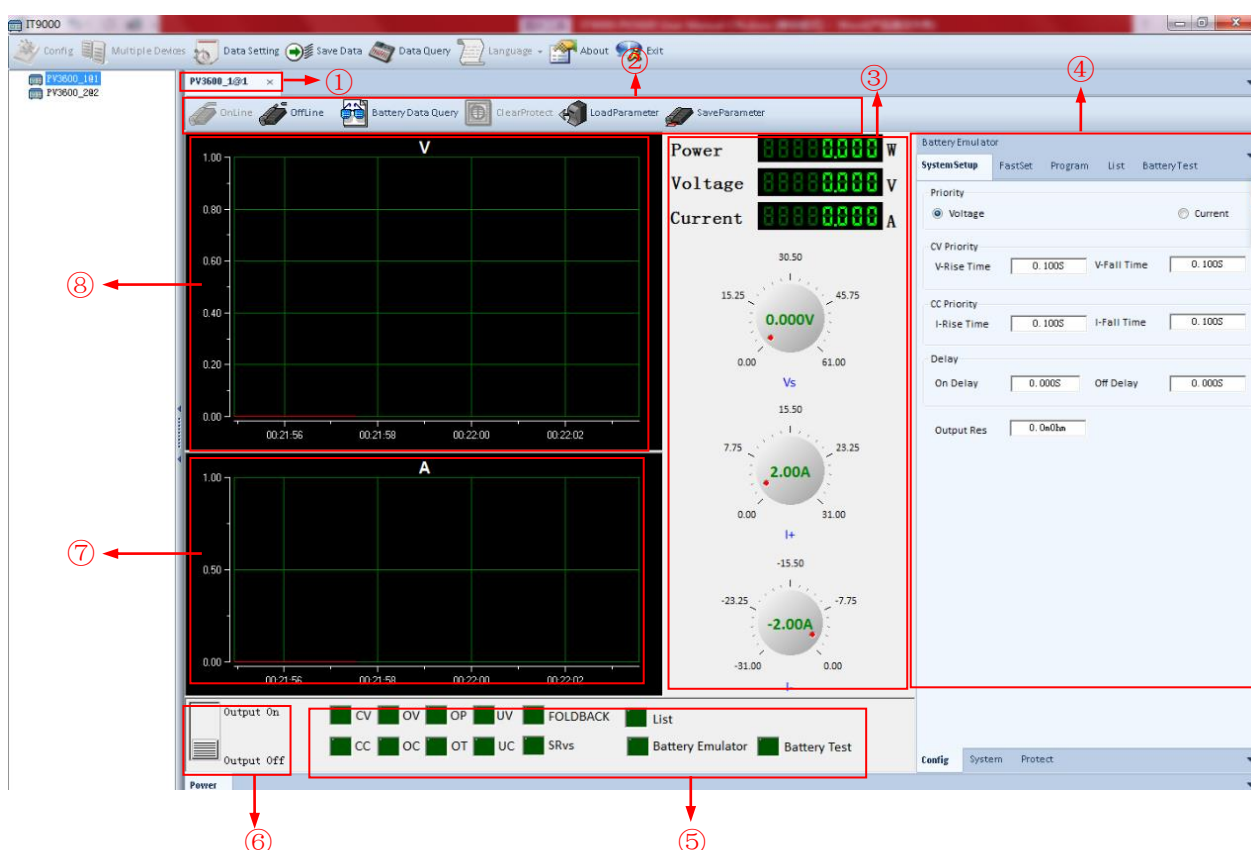 IT9000
Config Multiple Devices Data Setting Save Data Data Query Language About Exit
PV3600_1@1
PV3600_2@2
PV3600_1@1 ×
① ② ③ ④
OnLine OffLine Battery Data Query ClearProtect LoadParameter SaveParameter
V
1.00
0.80
0.60
0.40
0.20
0.00
00:21:56 00:21:58 00:22:00 00:22:02
⑧
A
1.00
0.50
0.00
00:21:56 00:21:58 00:22:00 00:22:02
⑦
Power 0.000 W
Voltage 0.000 V
Current 0.000 A
30.50
15.25 45.75
0.000V
0.00 61.00
Vs
15.50
7.75 23.25
2.00A
0.00 31.00
I+
-15.50
-23.25 -7.75
-2.00A
-31.00 0.00
I-
Battery Emulator
SystemSetup FastSet Program List BatteryTest
Priority
Voltage Current
CV Priority
V-Rise Time 0.100S V-Fall Time 0.100S
CC Priority
I-Rise Time 0.100S I-Fall Time 0.100S
Delay
On Delay 0.000S Off Delay 0.000S
Output Res 0.0mOhm
Output On
Output Off
CV OV OP UV FOLDBACK List
CC OC OT UC SRvs Battery Emulator Battery Test
Config System Protect
Power
⑥ ⑤